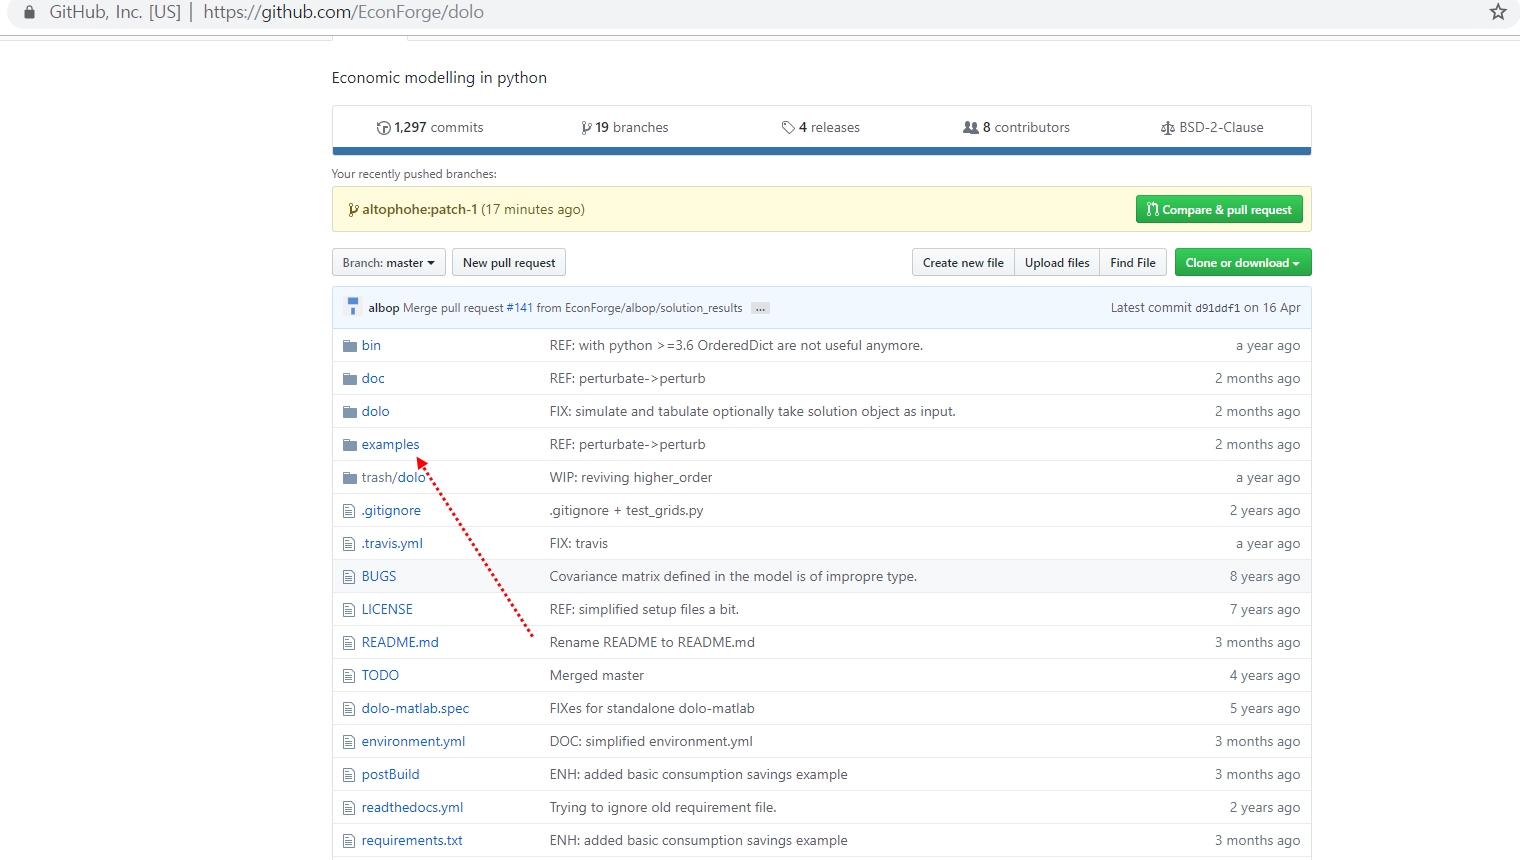 GitHub, Inc. [US] | https://github.com/EconForge/dolo
Economic modelling in python
1,297 commits 19 branches 4 releases 8 contributors BSD-2-Clause
Your recently pushed branches:
altophohe:patch-1 (17 minutes ago) Compare & pull request
Branch: master New pull request Create new file Upload files Find File Clone or download
albop Merge pull request #141 from EconForge/albop/solution_results ... Latest commit d91ddf1 on 16 Apr
bin REF: with python >=3.6 OrderedDict are not useful anymore. a year ago
doc REF: perturbate->perturb 2 months ago
dolo FIX: simulate and tabulate optionally take solution object as input. 2 months ago
examples REF: perturbate->perturb 2 months ago
trash/dolo WIP: reviving higher_order a year ago
.gitignore .gitignore + test_grids.py 2 years ago
.travis.yml FIX: travis a year ago
BUGS Covariance matrix defined in the model is of impropre type. 8 years ago
LICENSE REF: simplified setup files a bit. 7 years ago
README.md Rename README to README.md 3 months ago
TODO Merged master 4 years ago
dolo-matlab.spec FIXes for standalone dolo-matlab 5 years ago
environment.yml DOC: simplified environment.yml 3 months ago
postBuild ENH: added basic consumption savings example 3 months ago
readthedocs.yml Trying to ignore old requirement file. 2 years ago
requirements.txt ENH: added basic consumption savings example 3 months ago